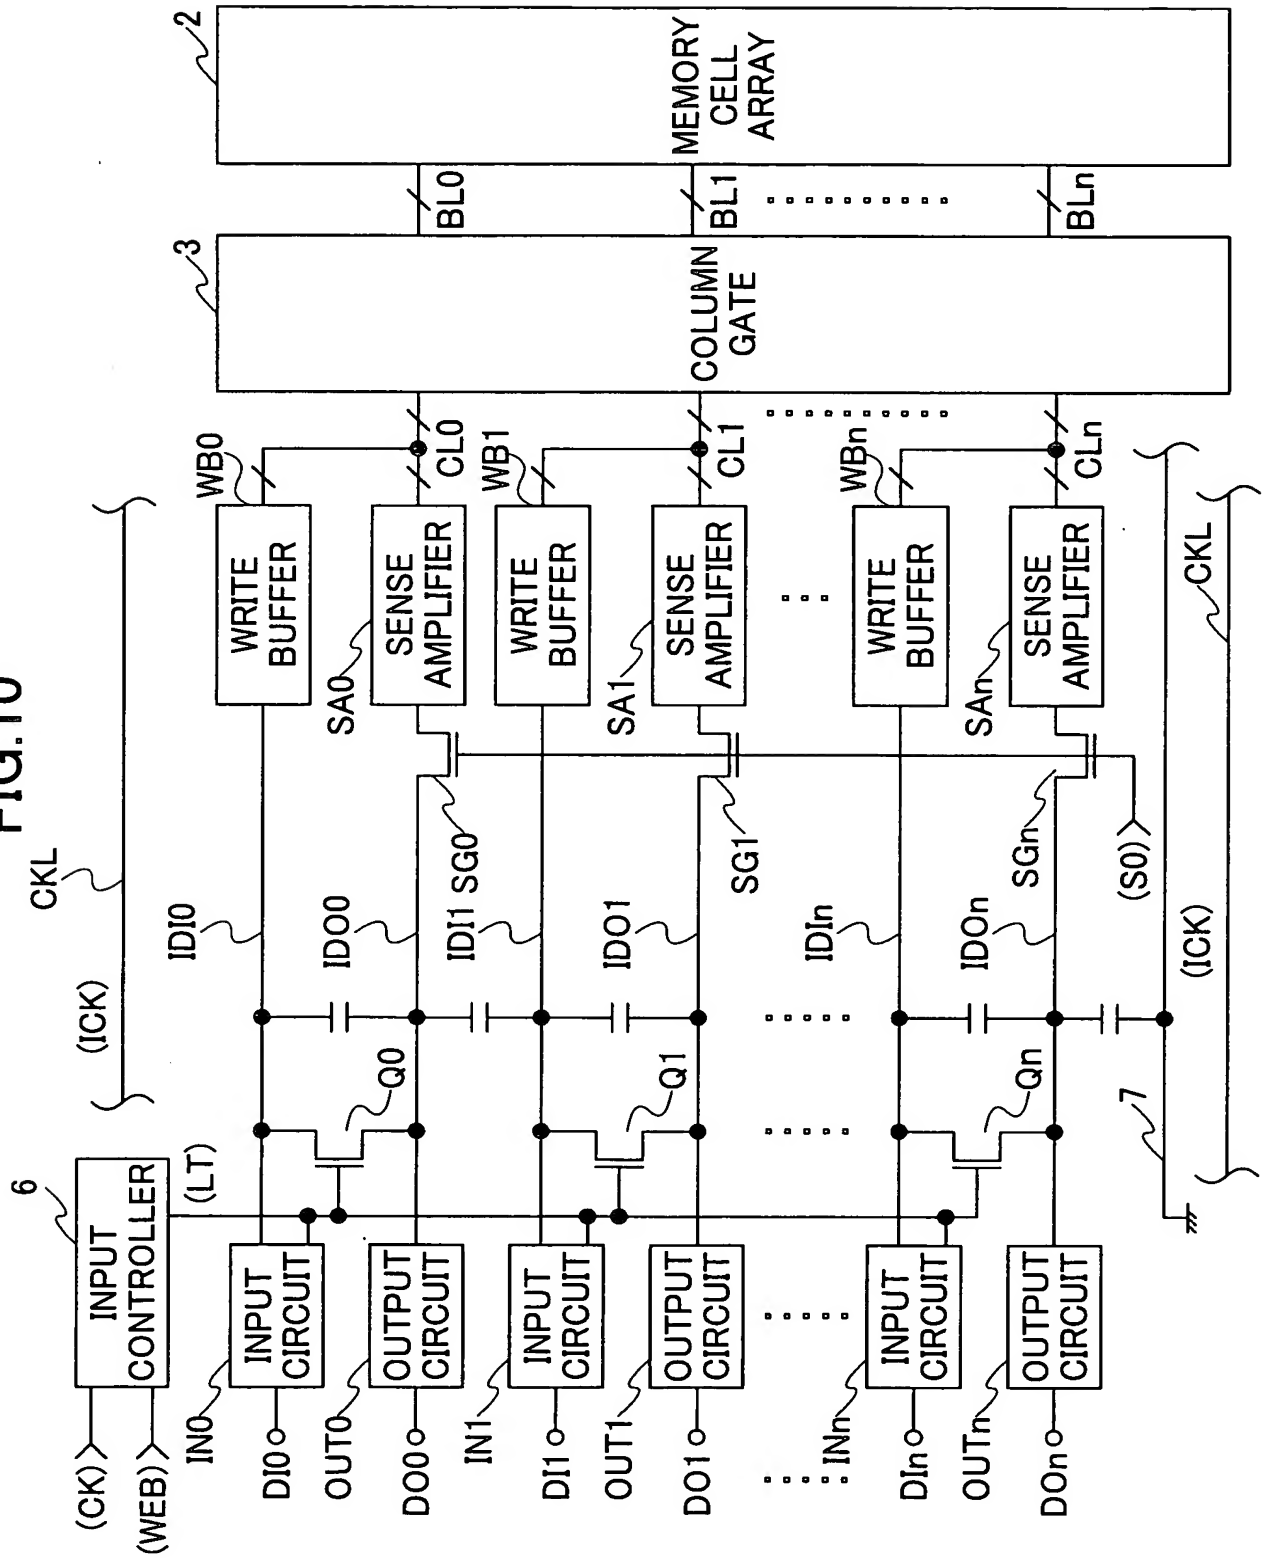 FIG.10
2
MEMORY
CELL
ARRAY
BL0
BL1
BLn
3
COLUMN
GATE
CL0
CL1
CLn
WB0
WRITE
BUFFER
SA0
SENSE
AMPLIFIER
WB1
WRITE
BUFFER
SA1
SENSE
AMPLIFIER
WBn
WRITE
BUFFER
SAn
SENSE
AMPLIFIER
CKL
SG0
SG1
SGn
(SO)
CKL
(ICK)
IDI0
IDO0
IDI1
IDO1
IDIn
IDOn
(ICK)
Q0
Q1
Qn
7
6
INPUT
CONTROLLER
(LT)
(CK)
(WEB)
IN0
INPUT
CIRCUIT
DI0
OUT0
OUTPUT
CIRCUIT
DO0
IN1
INPUT
CIRCUIT
DI1
OUT1
OUTPUT
CIRCUIT
DO1
INn
INPUT
CIRCUIT
DIn
OUTn
OUTPUT
CIRCUIT
DOn